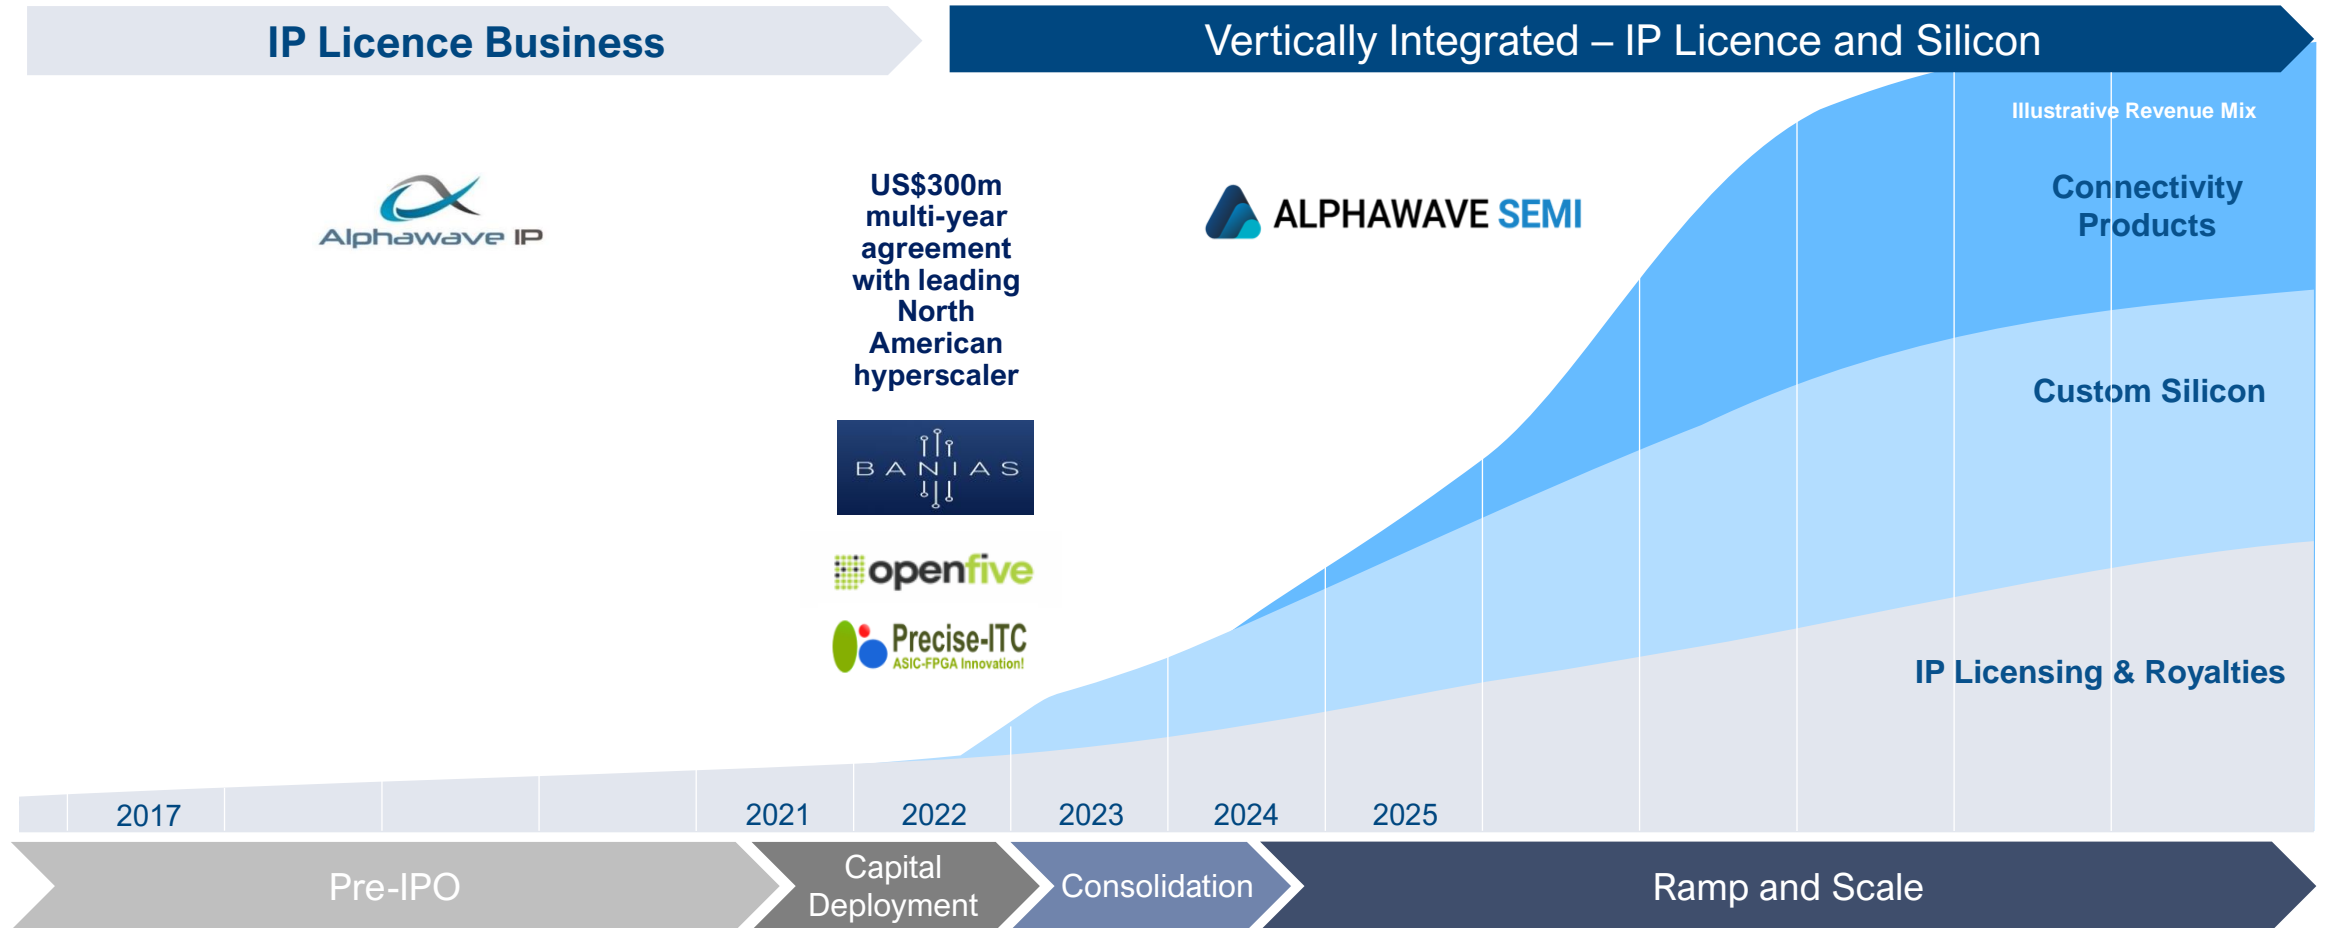 IP Licence Business
Vertically Integrated – IP Licence and Silicon
Illustrative Revenue Mix
Alphawave IP
US$300m
multi-year
agreement
with leading
North
American
hyperscaler
ALPHAWAVE SEMI
Connectivity
Products
BANIAS
Custom Silicon
openfive
Precise-ITC
ASIC-FPGA Innovation!
IP Licensing & Royalties
2017
2021
2022
2023
2024
2025
Pre-IPO
Capital
Deployment
Consolidation
Ramp and Scale